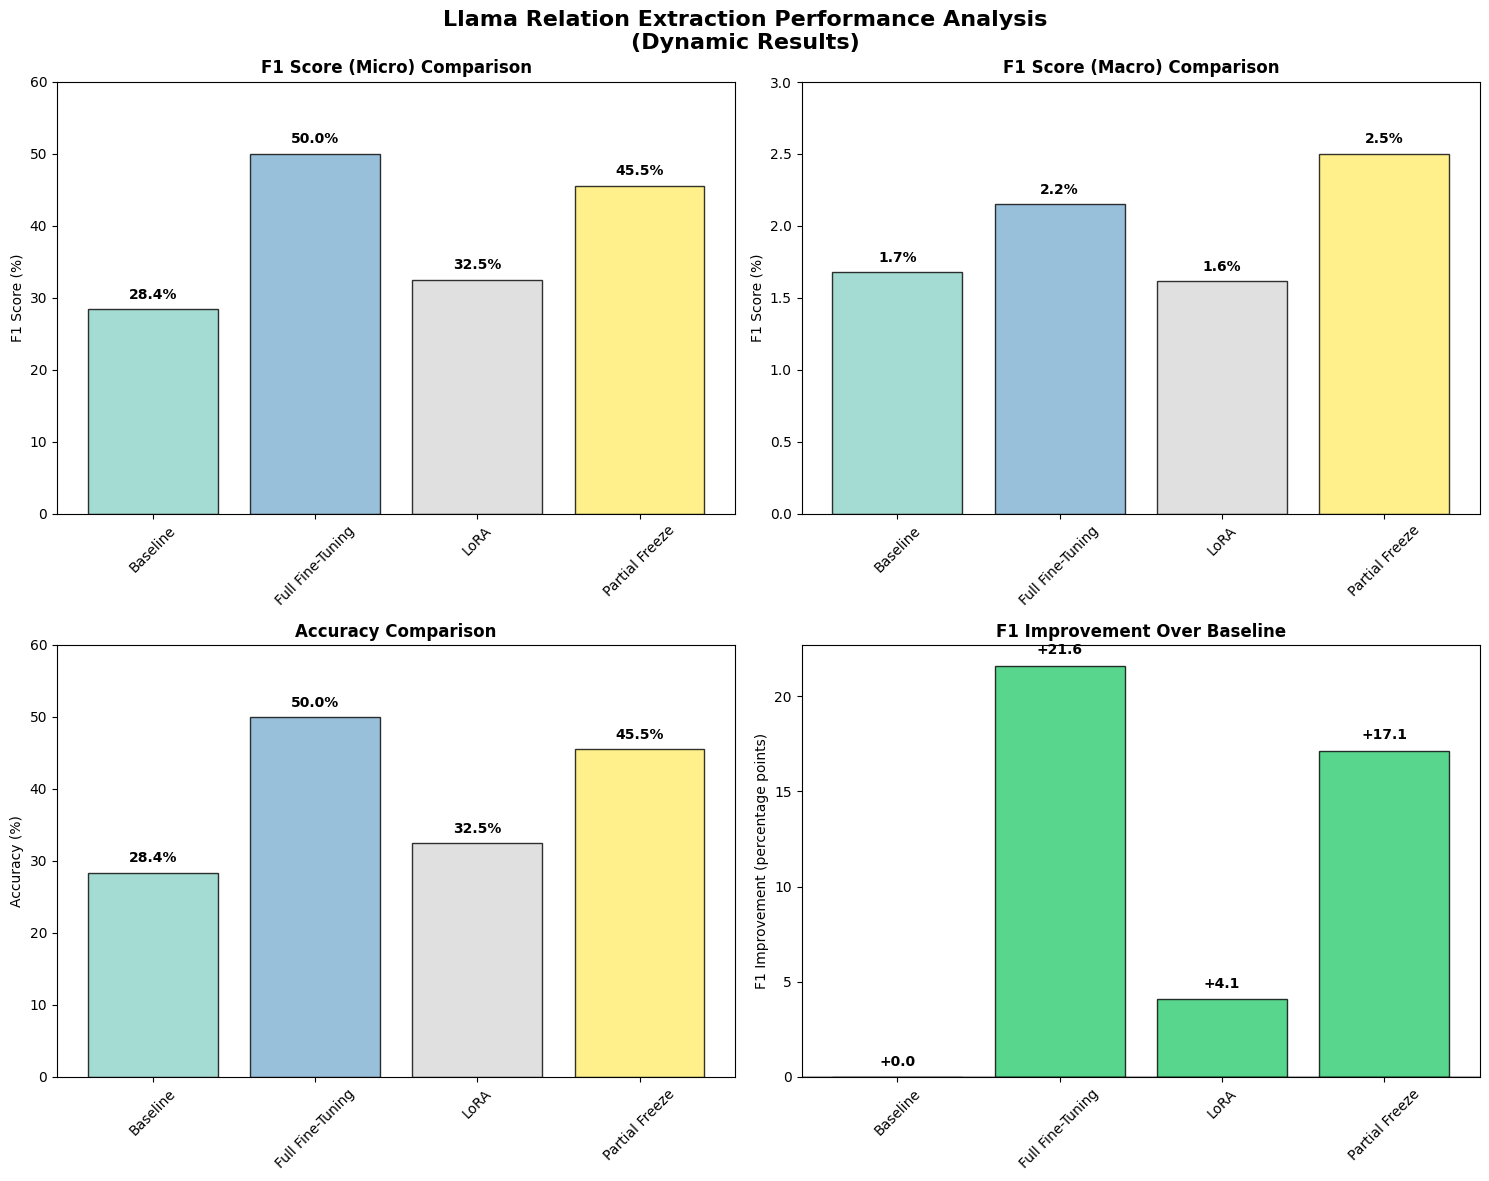 Llama Relation Extraction Performance Analysis
(Dynamic Results)
F1 Score (Micro) Comparison
F1 Score (%)
60
50
40
30
20
10
0
28.4%
50.0%
32.5%
45.5%
Baseline
Full Fine-Tuning
LoRA
Partial Freeze
F1 Score (Macro) Comparison
F1 Score (%)
3.0
2.5
2.0
1.5
1.0
0.5
0.0
1.7%
2.2%
1.6%
2.5%
Baseline
Full Fine-Tuning
LoRA
Partial Freeze
Accuracy Comparison
Accuracy (%)
60
50
40
30
20
10
0
28.4%
50.0%
32.5%
45.5%
Baseline
Full Fine-Tuning
LoRA
Partial Freeze
F1 Improvement Over Baseline
F1 Improvement (percentage points)
20
15
10
5
0
+0.0
+21.6
+4.1
+17.1
Baseline
Full Fine-Tuning
LoRA
Partial Freeze